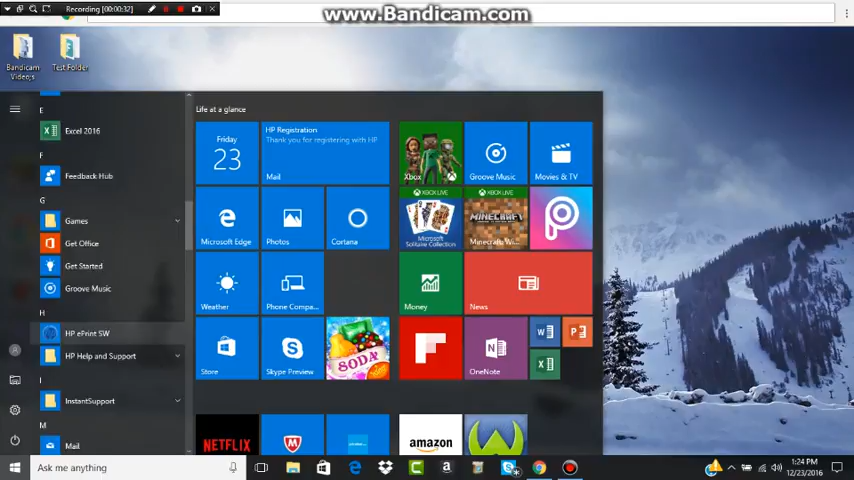 Recording [00:00:32]
www.Bandicam.com
Bandicam
Videos
Test Folder
E
Excel 2016
F
Feedback Hub
G
Games
Get Office
Get Started
Groove Music
H
HP ePrint SW
HP Help and Support
I
InstantSupport
M
Mail
Life at a glance
Friday
23
HP Registration
Thank you for registering with HP
Mail
Xbox
Groove Music
Movies & TV
Microsoft Edge
Photos
Cortana
XBOX LIVE
Microsoft
Solitaire Collection
XBOX LIVE
MINECRAFT
Minecraft: Wi...
Weather
Phone Compa...
Money
News
Store
Skype Preview
SODA
OneNote
NETFLIX
amazon
Ask me anything
1:24 PM
12/23/2016